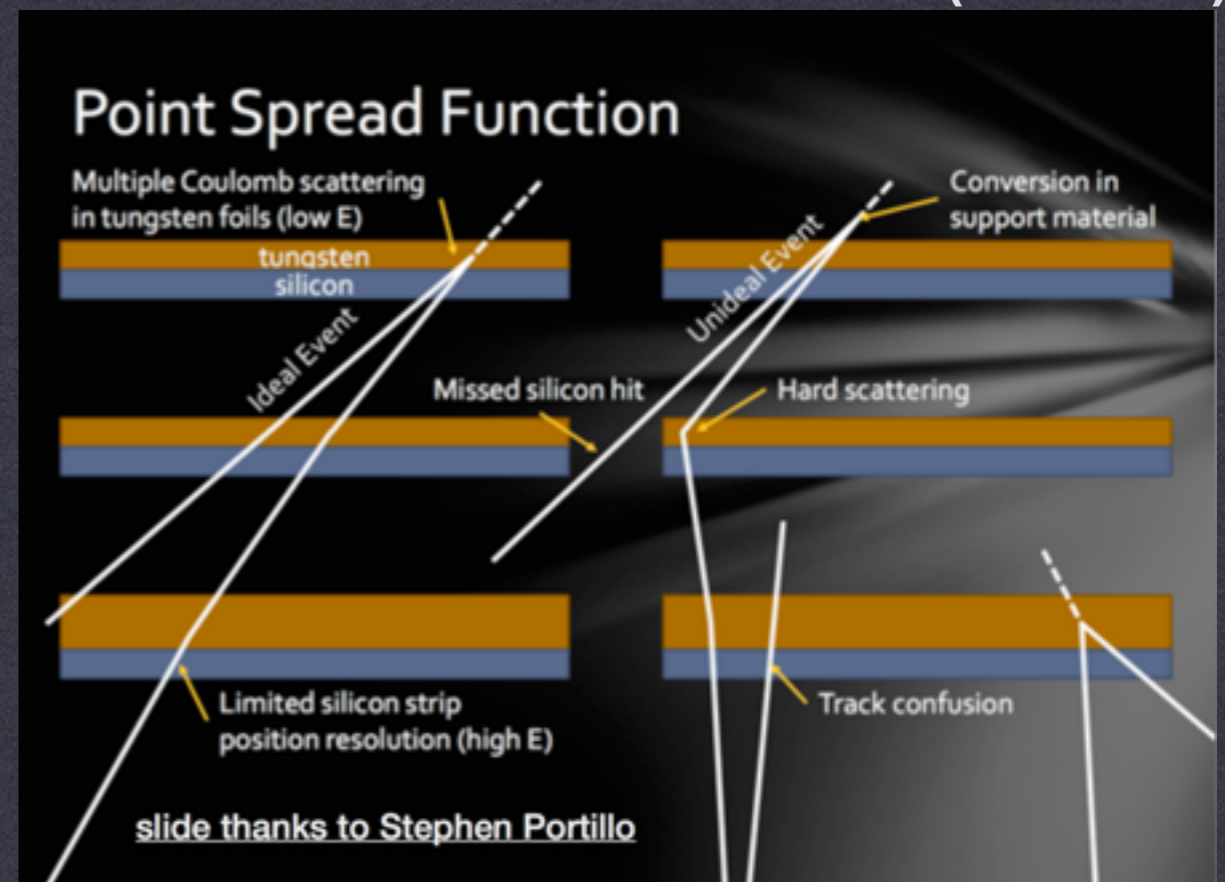 Point Spread Function
Multiple Coulomb scattering
in tungsten foils (low E)
Conversion in
support material
tungsten
silicon
Ideal Event
Unideal Event
Missed silicon hit
Hard scattering
Limited silicon strip
position resolution (high E)
Track confusion
slide thanks to Stephen Portillo